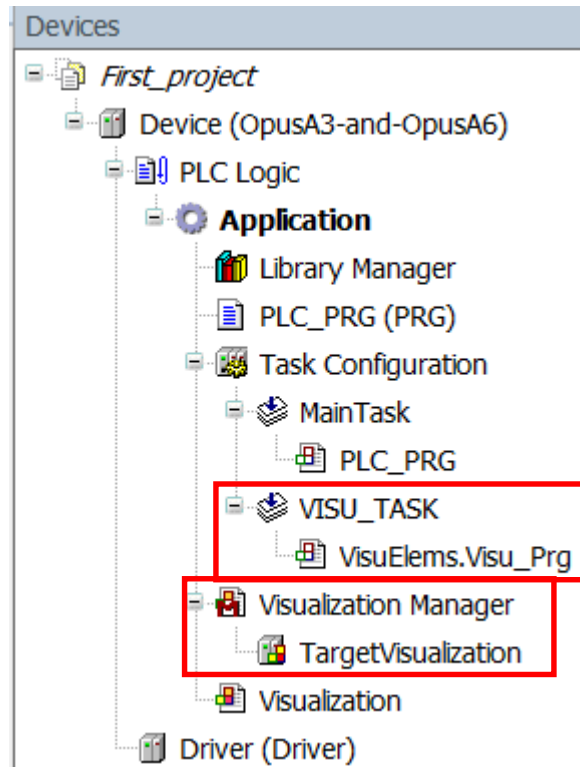 Devices
First_project
Device (OpusA3-and-OpusA6)
PLC Logic
Application
Library Manager
PLC_PRG (PRG)
Task Configuration
MainTask
PLC_PRG
VISU_TASK
VisuElems.Visu_Prg
Visualization Manager
TargetVisualization
Visualization
Driver (Driver)